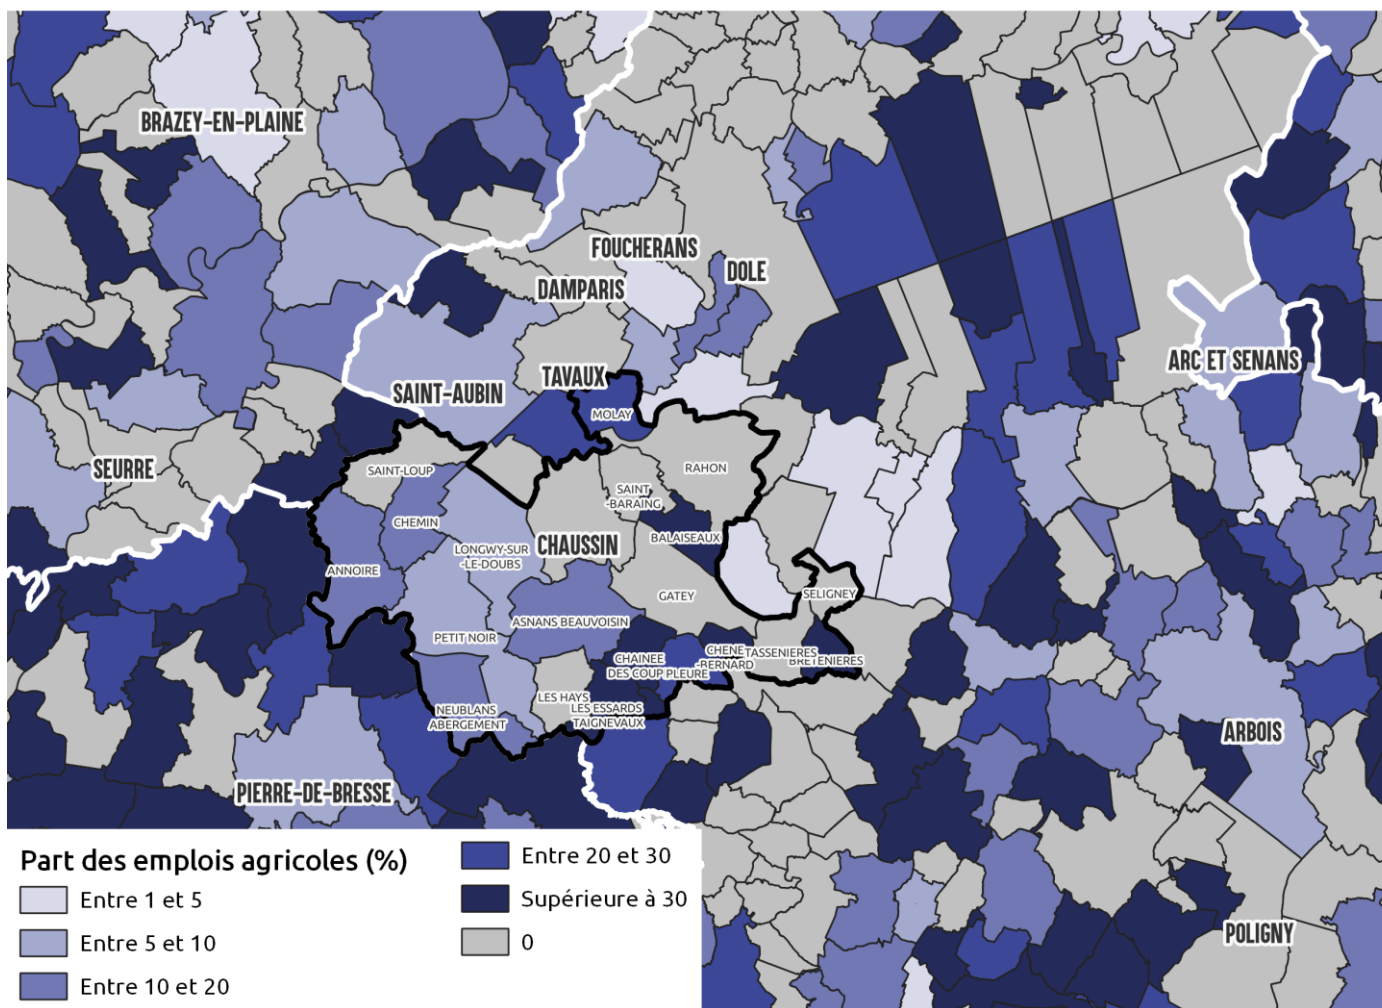 BRAZEY-EN-PLAINE
FOUCHERANS
DOLE
DAMPARIS
ARC ET SENANS
TAVAUX
SAINT-AUBIN
MOLAY
SEURRE
SAINT-LOUP
RAHON
SAINT
-BARAING
CHEMIN
BALAISEAUX
CHAUSSIN
LONGWY-SUR
-LE-DOUBS
ANNOIRE
GATEY
SELIGNEY
ASNANS BEAUVOISIN
PETIT NOIR
CHAINEE
DES COUP
PLEURE
CHENE
-BERNARD
TASSENIERES
BRETENIERES
LES HAYS
LES ESSARDS
TAIGNEVAUX
NEUBLANS
ABERGEMENT
ARBOIS
PIERRE-DE-BRESSE
POLIGNY
Part des emplois agricoles (%)
Entre 1 et 5
Entre 5 et 10
Entre 10 et 20
Entre 20 et 30
Supérieure à 30
0